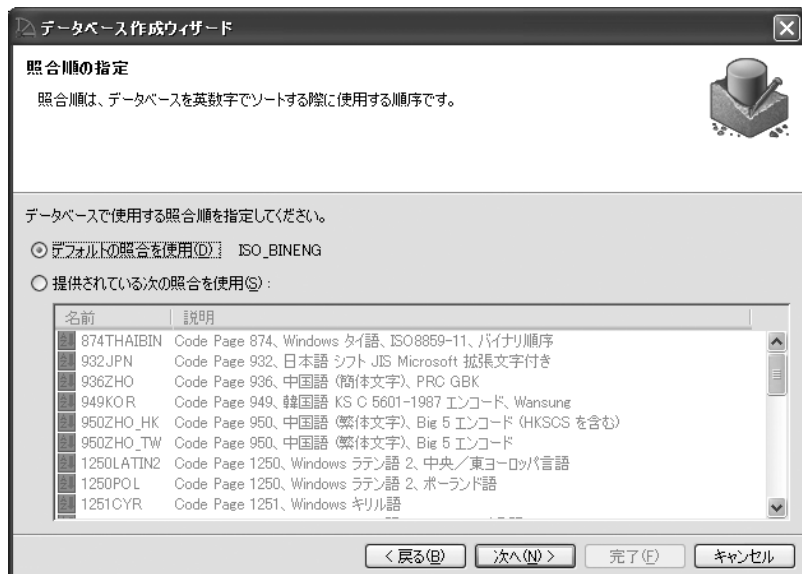 データベース作成ウィザード
照合順の指定
照合順は、データベースを英数字でソートする際に使用する順序です。
データベースで使用する照合順を指定してください。
デフォルトの照合を使用(D) ISO_BINENG
提供されている次の照合を使用(S) :
名前 説明
874THAIBIN Code Page 874、Windows タイ語、ISO8859-11、バイナリ順序
932JPN Code Page 932、日本語 シフト JIS Microsoft 拡張文字付き
936ZHO Code Page 936、中国語 (簡体文字)、PRC GBK
949KOR Code Page 949、韓国語 KS C 5601-1987 エンコード、Wansung
950ZHO_HK Code Page 950、中国語 (繁体文字)、Big 5 エンコード (HKSCS を含む)
950ZHO_TW Code Page 950、中国語 (繁体文字)、Big 5 エンコード
1250LATIN2 Code Page 1250、Windows ラテン語 2、中央／東ヨーロッパ言語
1250POL Code Page 1250、Windows ラテン語 2、ポーランド語
1251CYR Code Page 1251、Windows キリル語
< 戻る(B) 次へ(N) > 完了(F) キャンセル